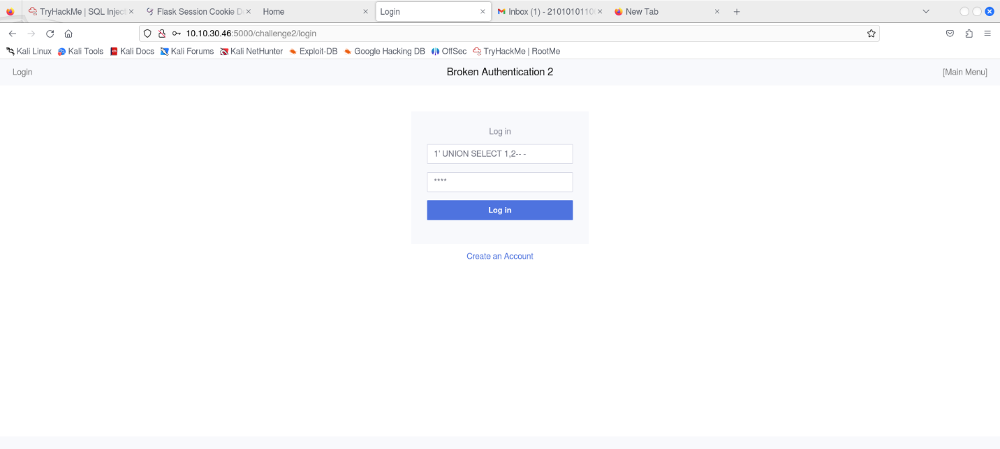 TryHackMe | SQL Inject
Flask Session Cookie D
Home
Login
Inbox (1) - 2101010110
New Tab
10.10.30.46:5000/challenge2/login
Kali Linux Kali Tools Kali Docs Kali Forums Kali NetHunter Exploit-DB Google Hacking DB OffSec TryHackMe | RootMe
Login Broken Authentication 2 [Main Menu]
Log in
1' UNION SELECT 1,2-- -
****
Log in
Create an Account